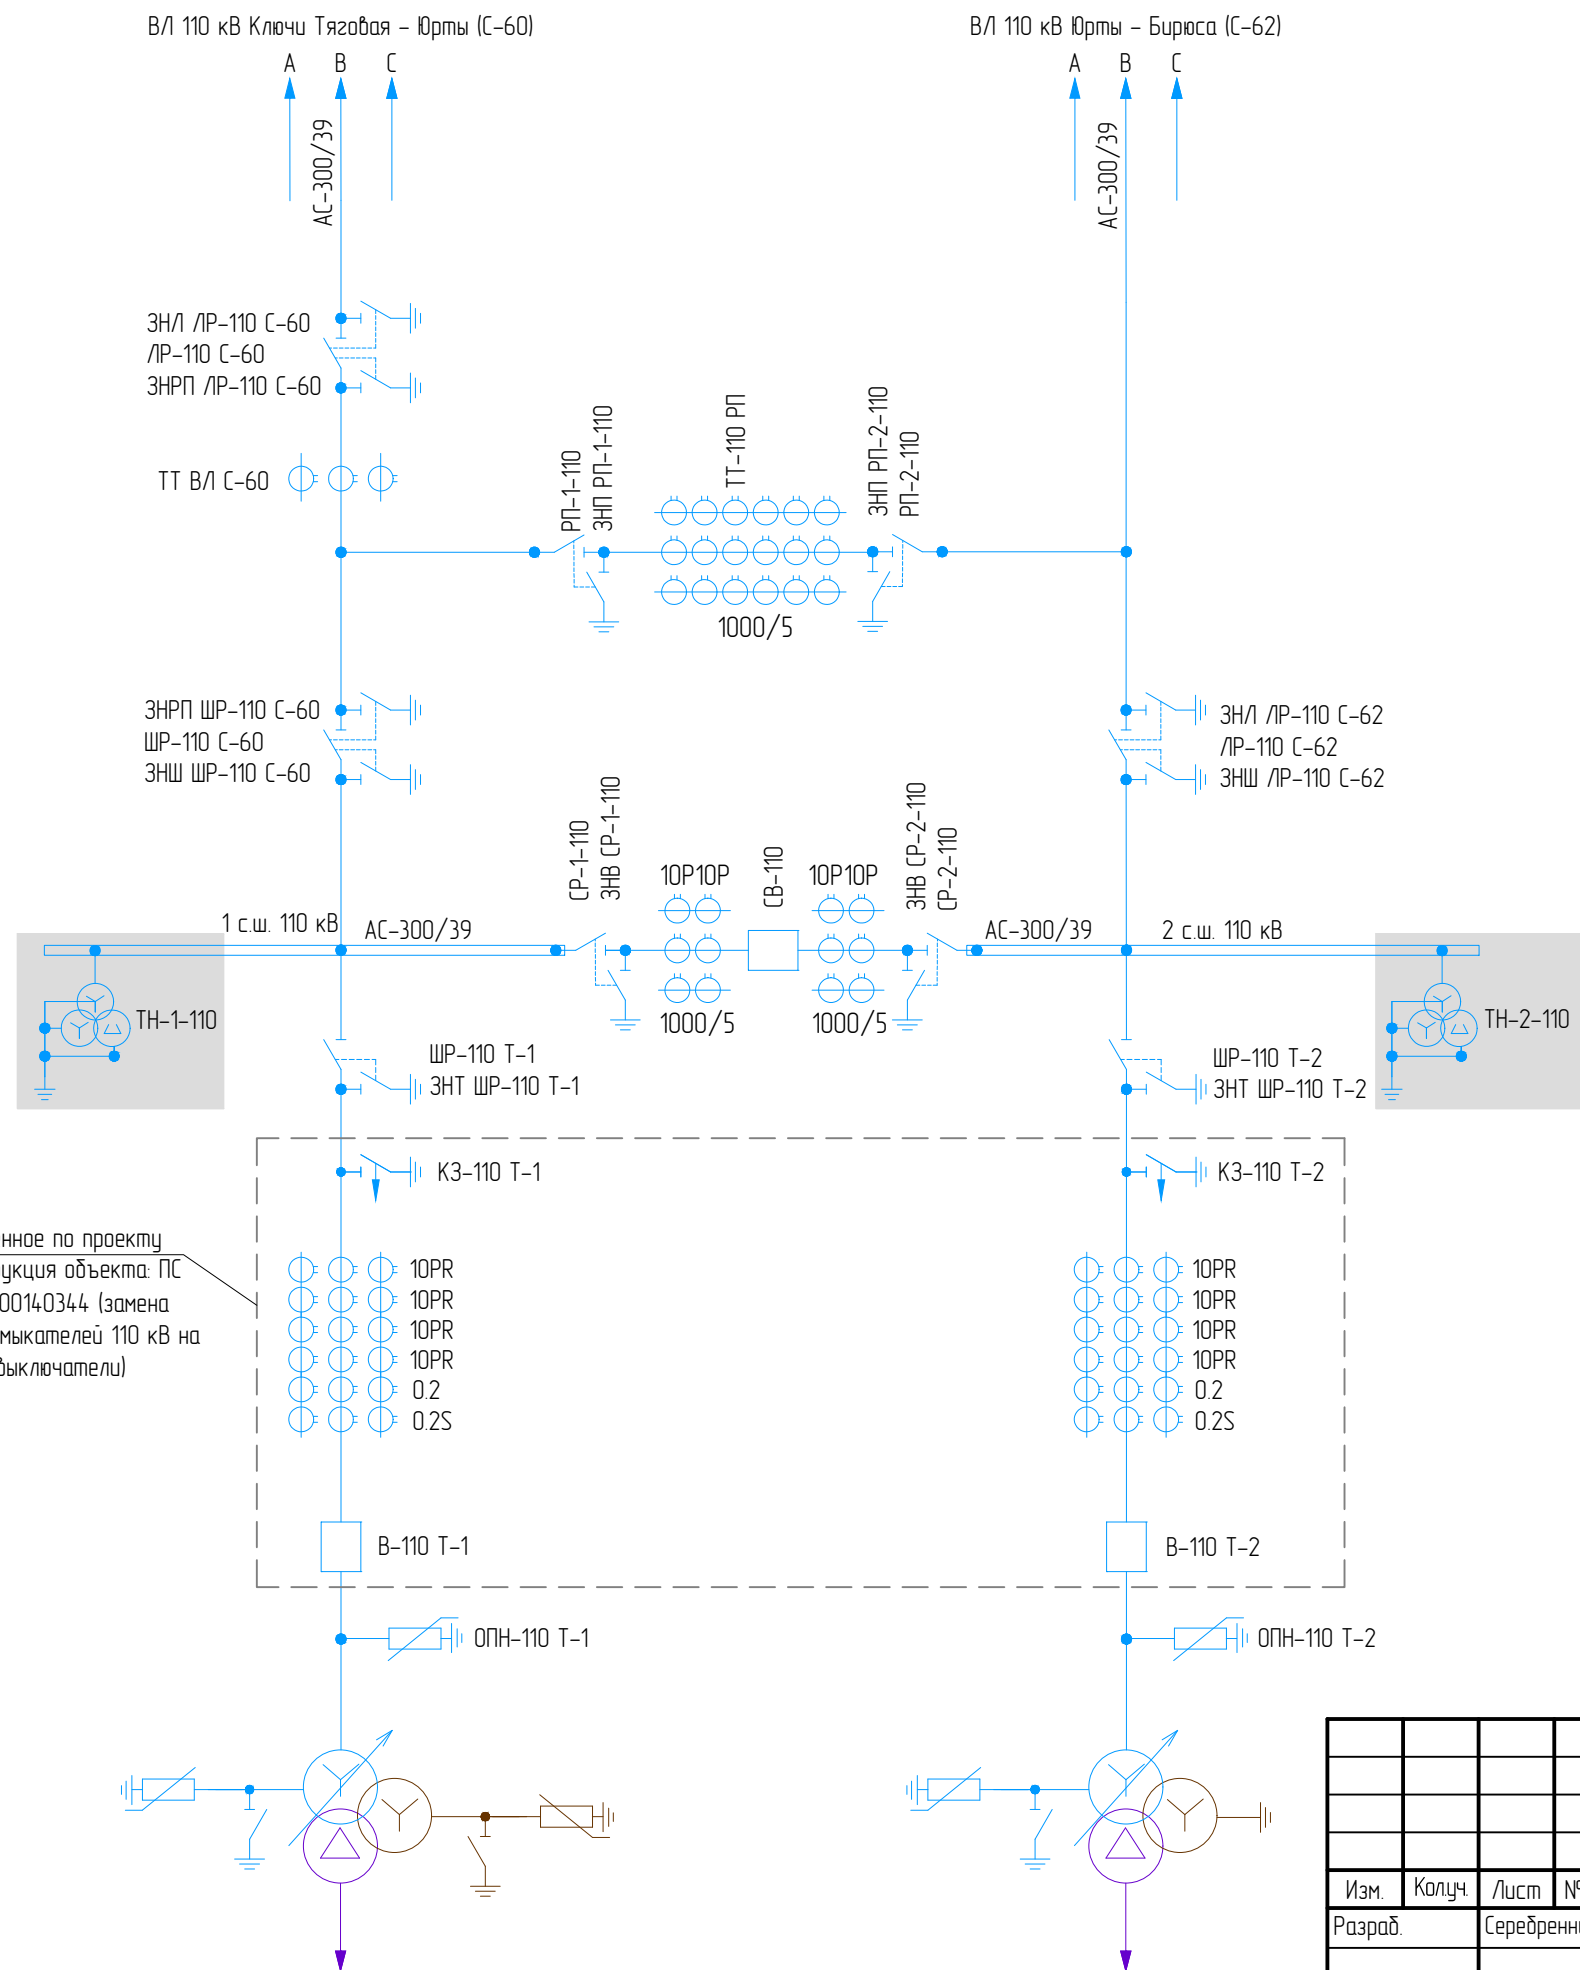 ВЛ 110 кВ Ключи Тяговая – Юрты (С-60)
ВЛ 110 кВ Юрты – Бирюса (С-62)
А В С
А В С
АС-300/39
АС-300/39
ЗНЛ ЛР-110 С-60
ЛР-110 С-60
ЗНРП ЛР-110 С-60
ТТ ВЛ С-60
РП-1-110
ЗНП РП-1-110
ТТ-110 РП
ЗНП РП-2-110
РП-2-110
1000/5
ЗНРП ШР-110 С-60
ШР-110 С-60
ЗНШ ШР-110 С-60
ЗНЛ ЛР-110 С-62
ЛР-110 С-62
ЗНШ ЛР-110 С-62
СР-1-110
ЗНВ СР-1-110
10Р10Р
СВ-110
10Р10Р
ЗНВ СР-2-110
СР-2-110
1 с.ш. 110 кВ
АС-300/39
АС-300/39
2 с.ш. 110 кВ
1000/5
1000/5
ТН-1-110
ТН-2-110
ШР-110 Т-1
ЗНТ ШР-110 Т-1
ШР-110 Т-2
ЗНТ ШР-110 Т-2
КЗ-110 Т-1
КЗ-110 Т-2
нное по проекту
укция объекта: ПС
00140344 (замена
мыкателей 110 кВ на
выключатели)
10PR
10PR
10PR
10PR
0.2
0.2S
10PR
10PR
10PR
10PR
0.2
0.2S
В-110 Т-1
В-110 Т-2
ОПН-110 Т-1
ОПН-110 Т-2
Изм. Кол.уч. Лист №
Разраб. Серебренн